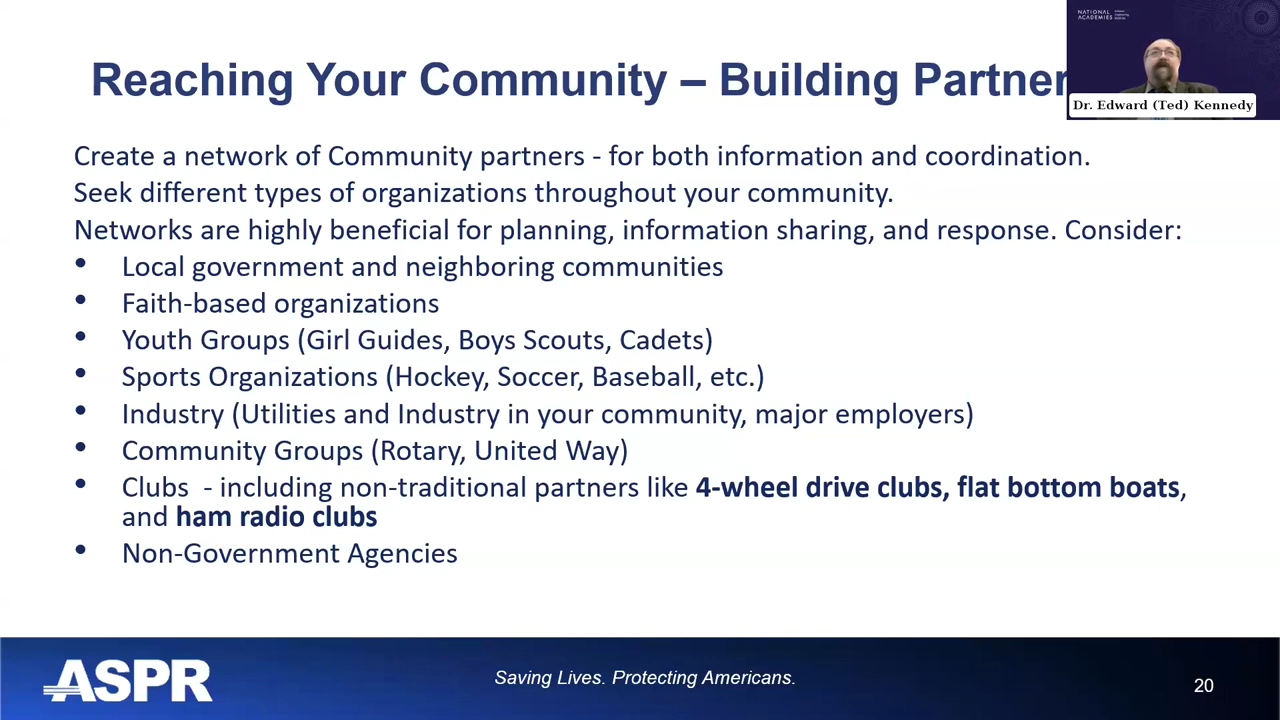 Reaching Your Community – Building Partner
NATIONAL
ACADEMIES
Dr. Edward (Ted) Kennedy
Create a network of Community partners - for both information and coordination.
Seek different types of organizations throughout your community.
Networks are highly beneficial for planning, information sharing, and response. Consider:
• Local government and neighboring communities
• Faith-based organizations
• Youth Groups (Girl Guides, Boys Scouts, Cadets)
• Sports Organizations (Hockey, Soccer, Baseball, etc.)
• Industry (Utilities and Industry in your community, major employers)
• Community Groups (Rotary, United Way)
• Clubs - including non-traditional partners like 4-wheel drive clubs, flat bottom boats,
and ham radio clubs
• Non-Government Agencies
ASPR
Saving Lives. Protecting Americans.
20